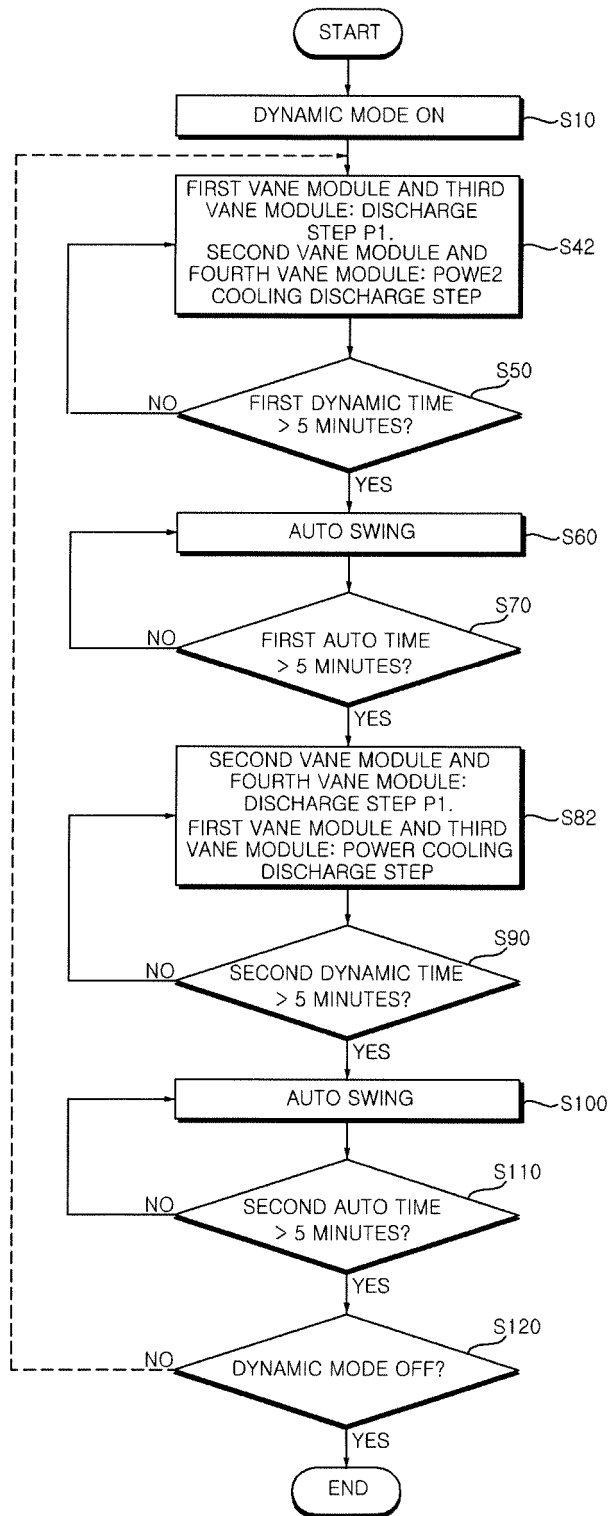 START
DYNAMIC MODE ON
S10
FIRST VANE MODULE AND THIRD
VANE MODULE: DISCHARGE
STEP P1.
SECOND VANE MODULE AND
FOURTH VANE MODULE: POWE2
COOLING DISCHARGE STEP
S42
S50
FIRST DYNAMIC TIME
> 5 MINUTES?
NO
YES
AUTO SWING
S60
S70
FIRST AUTO TIME
> 5 MINUTES?
NO
YES
SECOND VANE MODULE AND
FOURTH VANE MODULE:
DISCHARGE STEP P1.
FIRST VANE MODULE AND THIRD
VANE MODULE: POWER COOLING
DISCHARGE STEP
S82
S90
SECOND DYNAMIC TIME
> 5 MINUTES?
NO
YES
AUTO SWING
S100
S110
SECOND AUTO TIME
> 5 MINUTES?
NO
YES
S120
DYNAMIC MODE OFF?
NO
YES
END